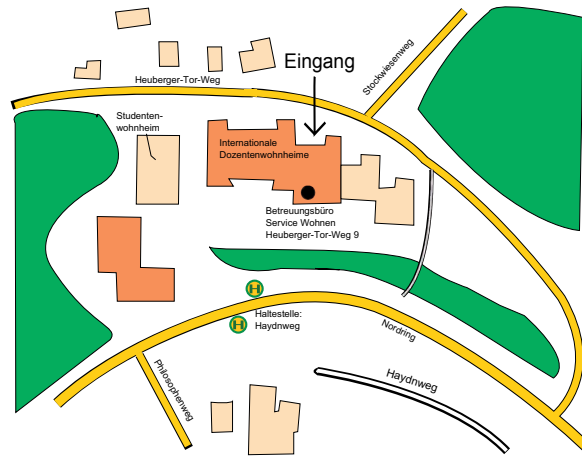 Eingang
Stockwiesenweg
Heuberger-Tor-Weg
Studenten-
wohnheim
Internationale
Dozentenwohnheime
Betreuungsbüro
Service Wohnen
Heuberger-Tor-Weg 9
H
H
Haltestelle:
Haydnweg
Nordring
Haydnweg
Philosophenweg